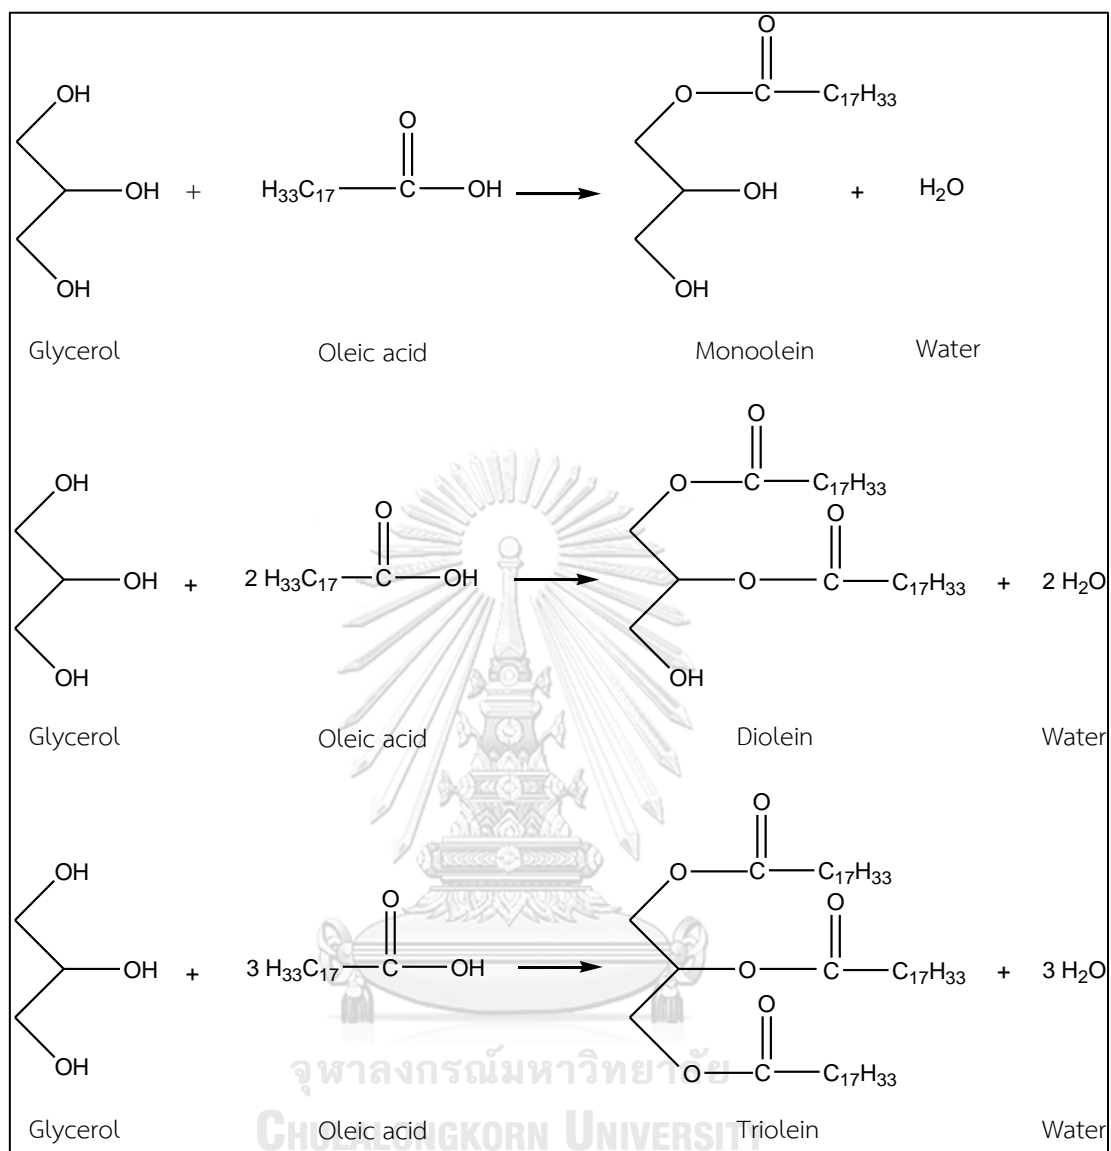 O
OH O C C₁₇H₃₃
O
OH + H₃₃C₁₇ C OH OH + H₂O
OH OH
Glycerol Oleic acid Monoolein Water
O
OH O C C₁₇H₃₃
O O
OH + 2 H₃₃C₁₇ C OH O C C₁₇H₃₃ + 2 H₂O
OH OH
Glycerol Oleic acid Diolein Water
O
OH O C C₁₇H₃₃
O O
OH + 3 H₃₃C₁₇ C OH O C C₁₇H₃₃ + 3 H₂O
O
OH O C C₁₇H₃₃
จุฬาลงกรณ์มหาวิทยาลัย
Glycerol Oleic acid Triolein Water
CHULALONGKORN UNIVERSITY